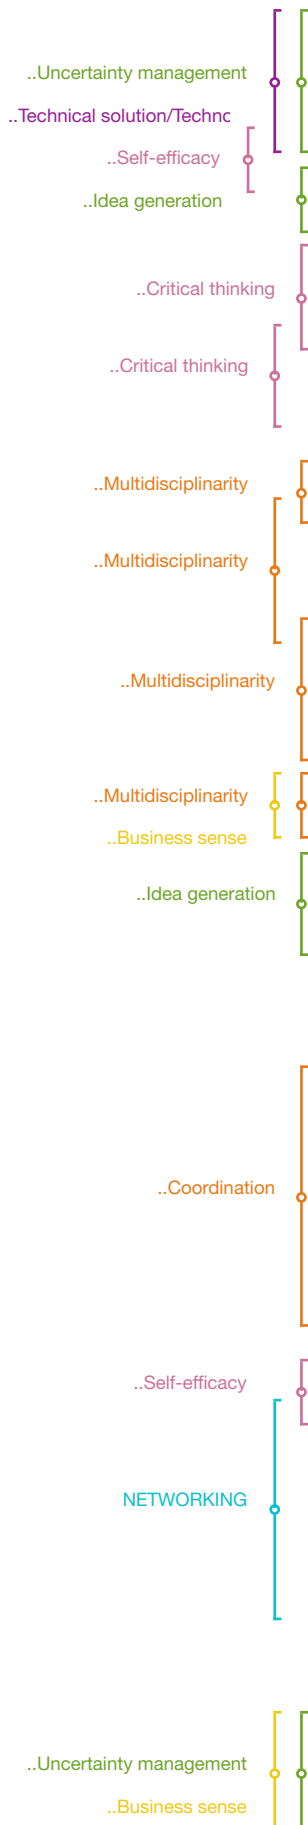 ..Uncertainty management
..Technical solution/Techno
..Self-efficacy
..Idea generation
..Critical thinking
..Critical thinking
..Multidisciplinarity
..Multidisciplinarity
..Multidisciplinarity
..Multidisciplinarity
..Business sense
..Idea generation
..Coordination
..Self-efficacy
NETWORKING
..Uncertainty management
..Business sense